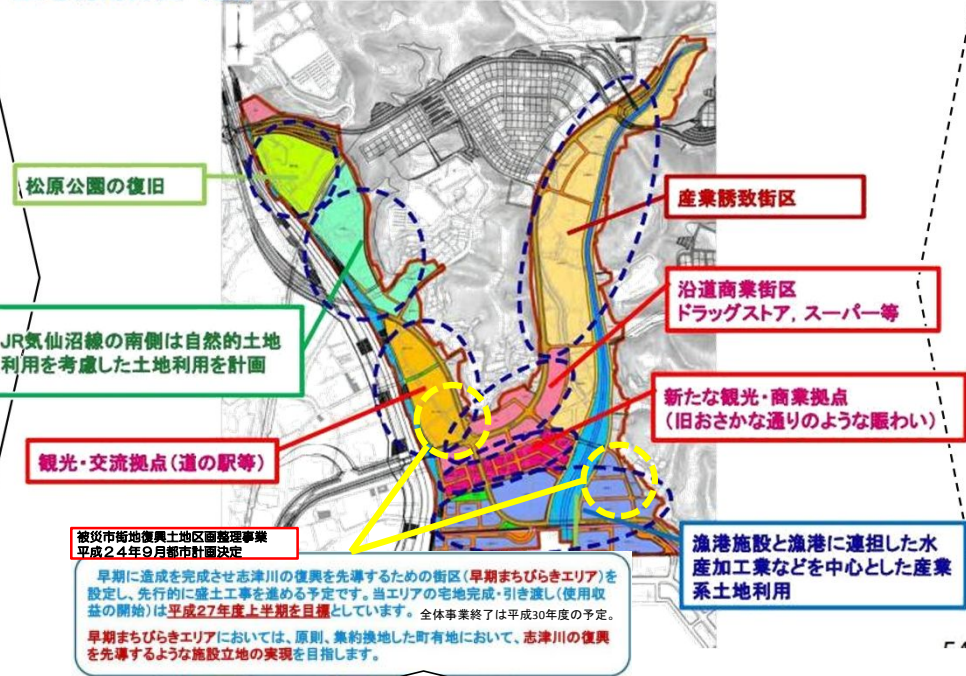 松原公園の復旧
産業誘致街区
沿道商業街区
ドラッグストア，スーパー等
JR気仙沼線の南側は自然的土地
利用を考慮した土地利用を計画
新たな観光・商業拠点
（旧おさかな通りのような賑わい）
観光・交流拠点（道の駅等）
被災市街地復興土地区画整理事業
平成２４年９月都市計画決定
漁港施設と漁港に連担した水
産加工業などを中心とした産業
系土地利用
早期に造成を完成させ志津川の復興を先導するための街区（早期まちびらきエリア）を
設定し、先行的に盛土工事を進める予定です。当エリアの宅地完成・引き渡し（使用収
益の開始）は平成27年度上半期を目標としています。全体事業終了は平成30年度の予定。
早期まちびらきエリアにおいては、原則、集約換地した町有地において、志津川の復興
を先導するような施設立地の実現を目指します。